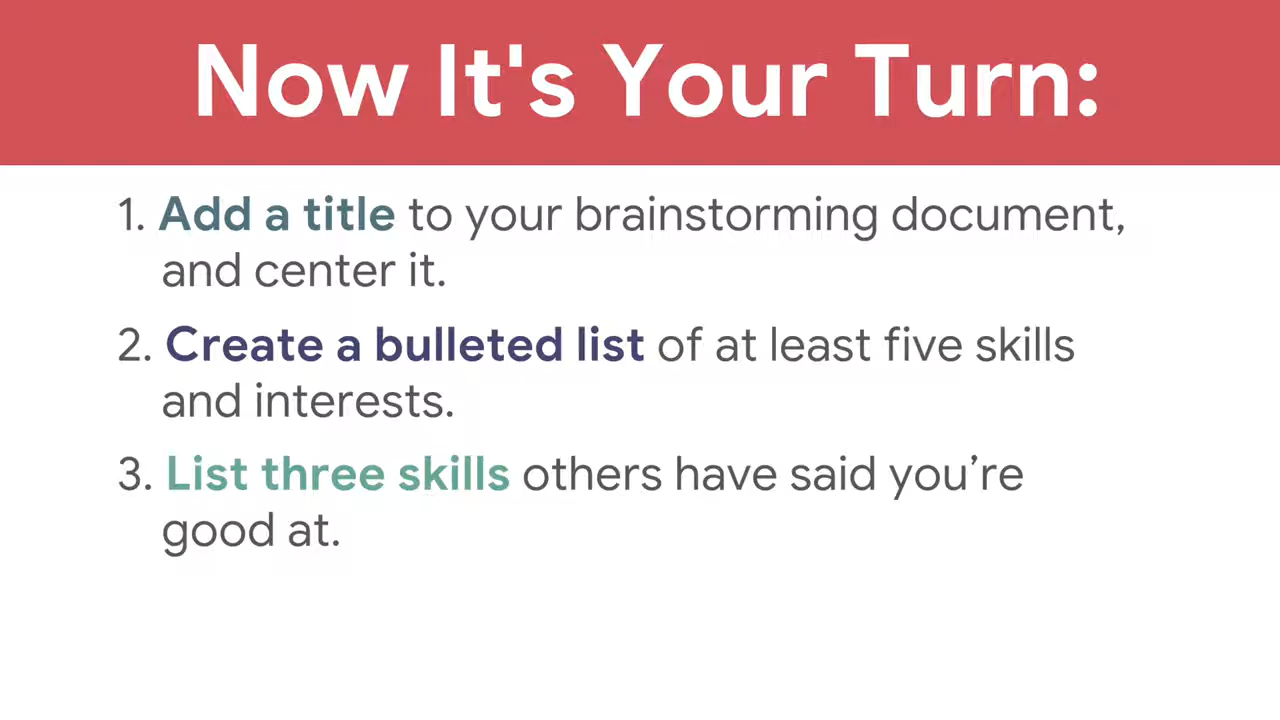 Now It's Your Turn:
1. Add a title to your brainstorming document,
and center it.
2. Create a bulleted list of at least five skills
and interests.
3. List three skills others have said you’re
good at.